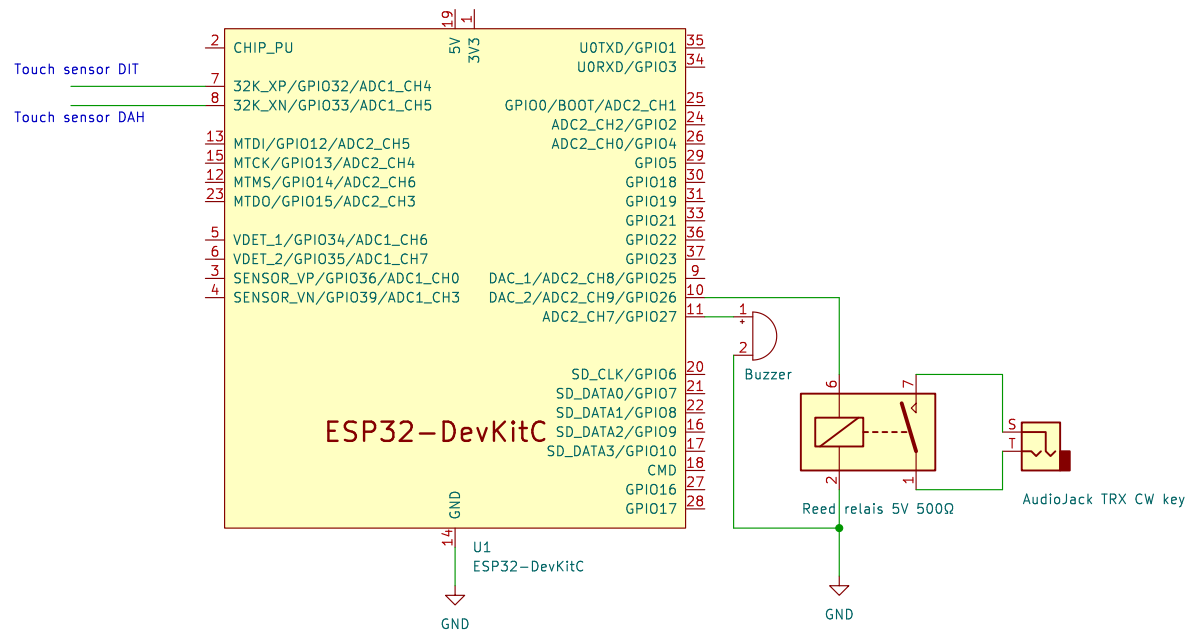 19
1
5V
3V3
2
CHIP_PU
U0TXD/GPIO1
35
U0RXD/GPIO3
34
Touch sensor DIT
7
32K_XP/GPIO32/ADC1_CH4
8
32K_XN/GPIO33/ADC1_CH5
GPIO0/BOOT/ADC2_CH1
25
Touch sensor DAH
ADC2_CH2/GPIO2
24
13
MTDI/GPIO12/ADC2_CH5
ADC2_CH0/GPIO4
26
15
MTCK/GPIO13/ADC2_CH4
GPIO5
29
12
MTMS/GPIO14/ADC2_CH6
GPIO18
30
23
MTDO/GPIO15/ADC2_CH3
GPIO19
31
GPIO21
33
5
VDET_1/GPIO34/ADC1_CH6
GPIO22
36
6
VDET_2/GPIO35/ADC1_CH7
GPIO23
37
3
SENSOR_VP/GPIO36/ADC1_CH0
DAC_1/ADC2_CH8/GPIO25
9
4
SENSOR_VN/GPIO39/ADC1_CH3
DAC_2/ADC2_CH9/GPIO26
10
ADC2_CH7/GPIO27
11
1
+
2
Buzzer
SD_CLK/GPIO6
20
SD_DATA0/GPIO7
21
SD_DATA1/GPIO8
22
ESP32-DevKitC
SD_DATA2/GPIO9
16
SD_DATA3/GPIO10
17
CMD
18
GPIO16
27
GPIO17
28
6
7
2
1
Reed relais 5V 500Ω
S
T
AudioJack TRX CW key
GND
14
U1
ESP32-DevKitC
GND
GND